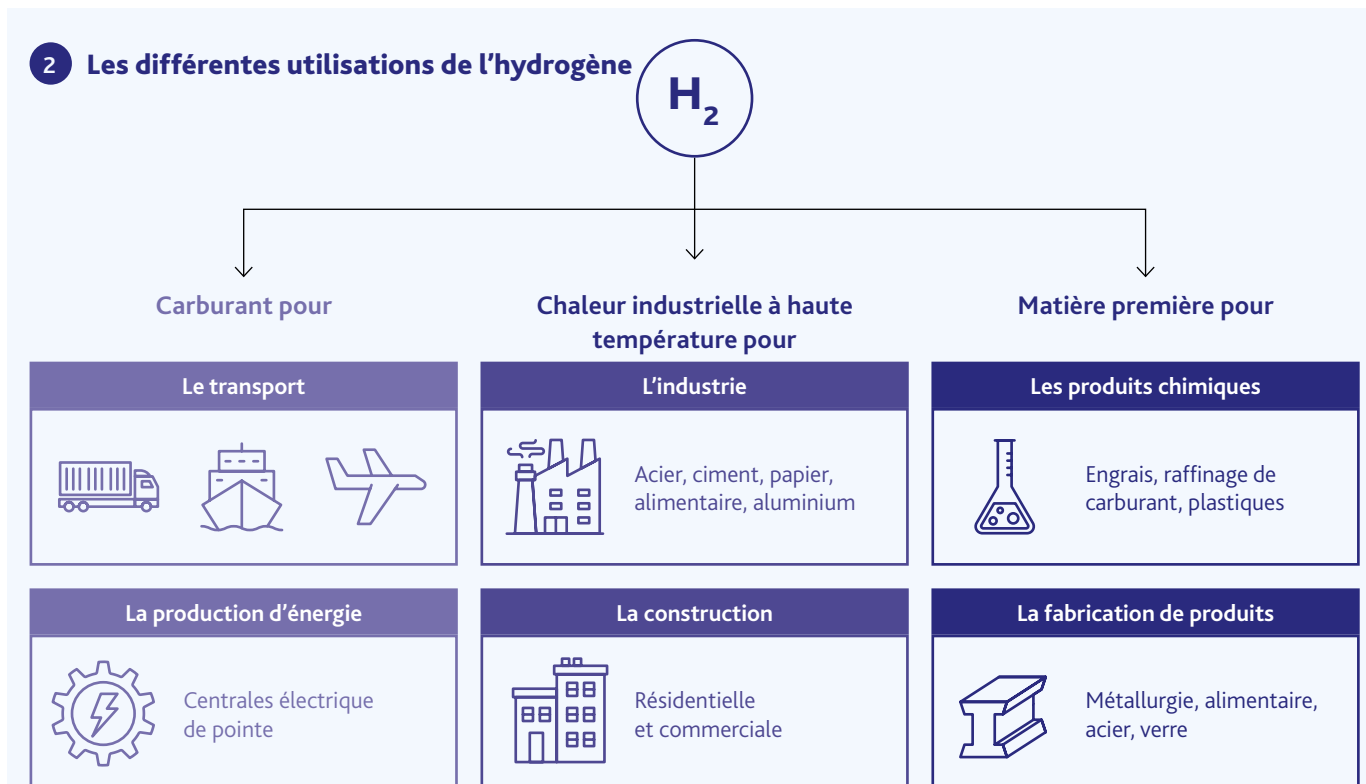 2 Les différentes utilisations de l'hydrogène
H2
Carburant pour
Le transport
La production d'énergie
Centrales électrique
de pointe
Chaleur industrielle à haute
température pour
L'industrie
Acier, ciment, papier,
alimentaire, aluminium
La construction
Résidentielle
et commerciale
Matière première pour
Les produits chimiques
Engrais, raffinage de
carburant, plastiques
La fabrication de produits
Métallurgie, alimentaire,
acier, verre